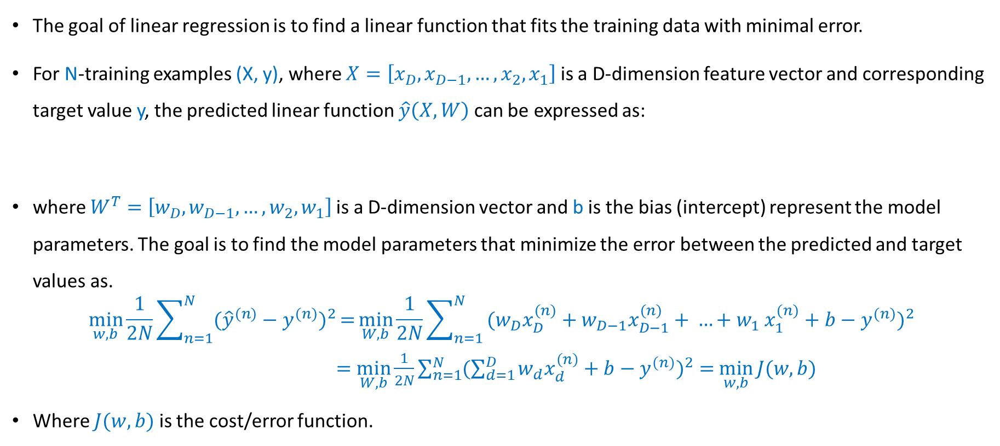 • The goal of linear regression is to find a linear function that fits the training data with minimal error.
• For N-training examples (X, y), where $X = [x_D, x_{D-1}, \ldots, x_2, x_1]$ is a D-dimension feature vector and corresponding
target value y, the predicted linear function $\hat{y}(X, W)$ can be expressed as:
• where $W^T = [w_D, w_{D-1}, \ldots, w_2, w_1]$ is a D-dimension vector and b is the bias (intercept) represent the model
parameters. The goal is to find the model parameters that minimize the error between the predicted and target
values as.
$\min_{w,b} \frac{1}{2N} \sum_{n=1}^{N} (\hat{y}^{(n)} - y^{(n)})^2 = \min_{W,b} \frac{1}{2N} \sum_{n=1}^{N} (w_D x_D^{(n)} + w_{D-1} x_{D-1}^{(n)} + \ldots + w_1 x_1^{(n)} + b - y^{(n)})^2$
$= \min_{W,b} \frac{1}{2N} \sum_{n=1}^{N} (\sum_{d=1}^{D} w_d x_d^{(n)} + b - y^{(n)})^2 = \min_{w,b} J(w, b)$
• Where $J(w, b)$ is the cost/error function.